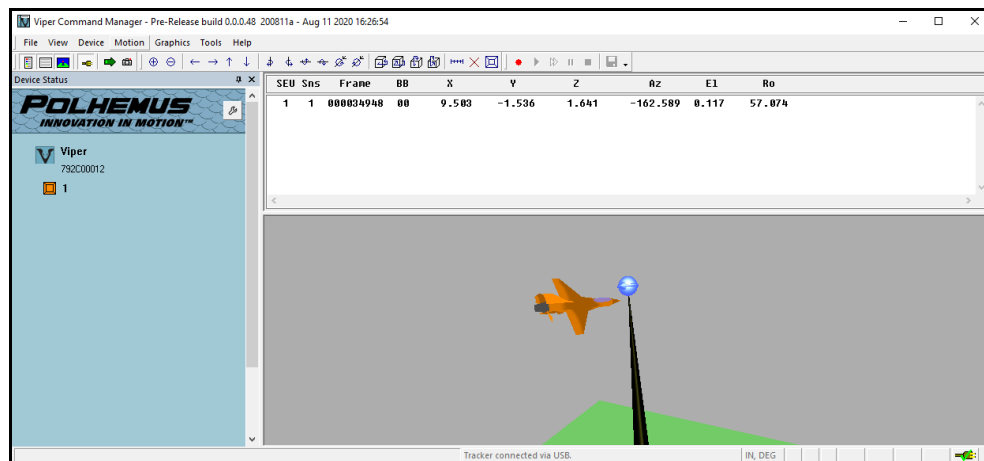 Viper Command Manager - Pre-Release build 0.0.0.48 200811a - Aug 11 2020 16:26:54
File View Device Motion Graphics Tools Help
Device Status
POLHEMUS
INNOVATION IN MOTION™
Viper
792C00012
1
SEU Sns Frame BB X Y Z Az El Ro
1 1 000034948 00 9.503 -1.536 1.641 -162.589 0.117 57.074
Tracker connected via USB.
IN, DEG